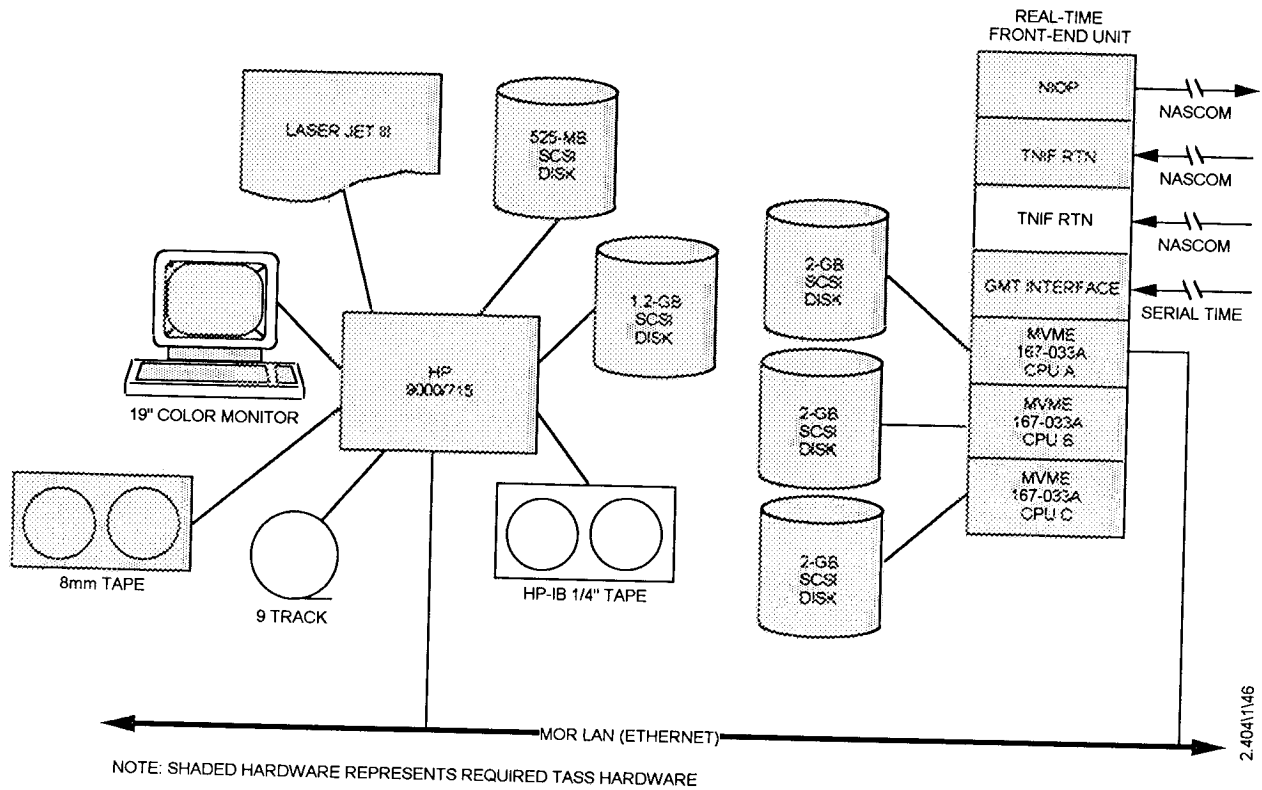 REAL-TIME
FRONT-END UNIT
LASER JET III
525-MB
SCSI
DISK
NIOP
NASCOM
TNIF RTN
NASCOM
TNIF RTN
NASCOM
2-GB
SCSI
DISK
GMT INTERFACE
SERIAL TIME
1.2-GB
SCSI
DISK
HP
9000/715
19" COLOR MONITOR
MVME
167-033A
CPU A
2-GB
SCSI
DISK
MVME
167-033A
CPU B
MVME
167-033A
CPU C
8mm TAPE
9 TRACK
HP-IB 1/4" TAPE
2-GB
SCSI
DISK
MOR LAN (ETHERNET)
2.404\1\46
NOTE: SHADED HARDWARE REPRESENTS REQUIRED TASS HARDWARE